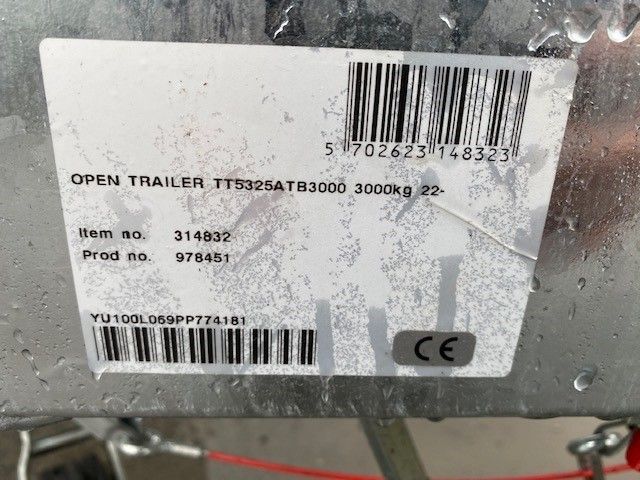 5 702623 148323
OPEN TRAILER TT5325ATB3000 3000kg 22-
Item no. 314832
Prod no. 978451
YU100L069PP774181
CE